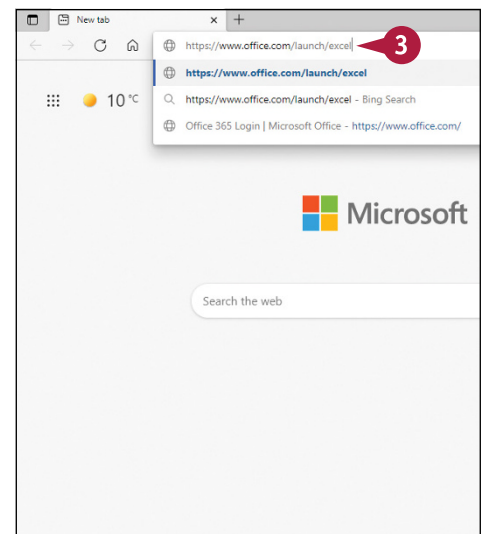 New tab
https://www.office.com/launch/excel
3
https://www.office.com/launch/excel
https://www.office.com/launch/excel - Bing Search
10 °C
Office 365 Login | Microsoft Office - https://www.office.com/
Microsoft
Search the web